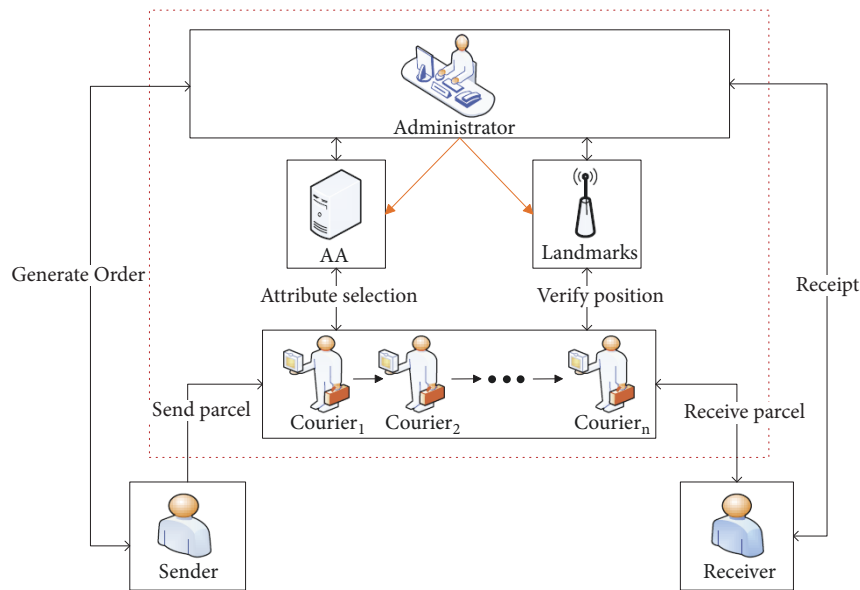 Administrator
AA
Landmarks
Generate Order
Attribute selection
Verify position
Receipt
Send parcel
Courier₁
Courier₂
Courierₙ
Receive parcel
Sender
Receiver